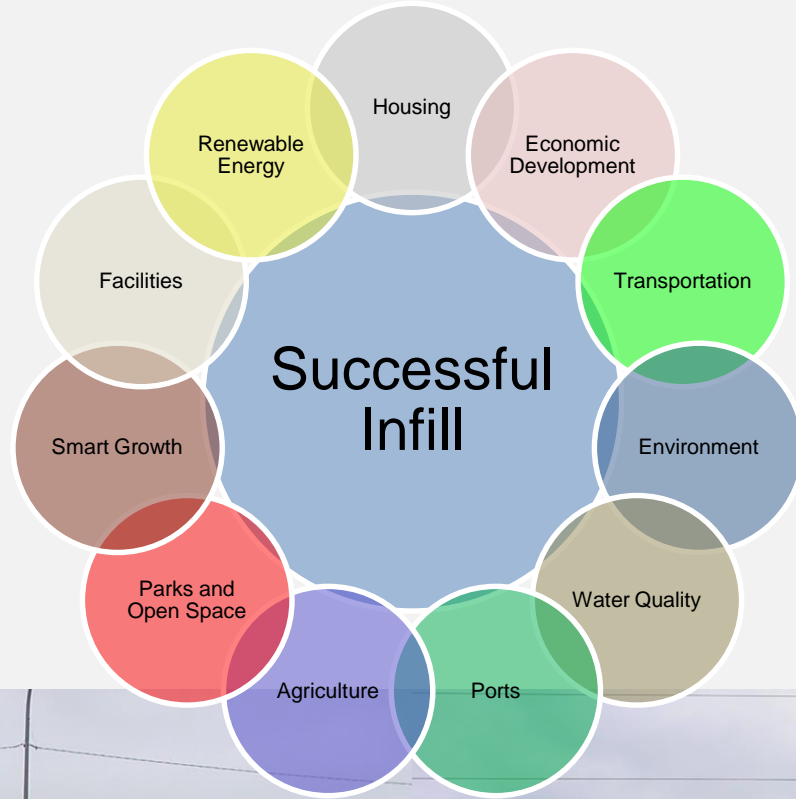 Housing
Economic
Development
Transportation
Environment
Water Quality
Ports
Agriculture
Parks and
Open Space
Smart Growth
Facilities
Renewable
Energy
Successful
Infill